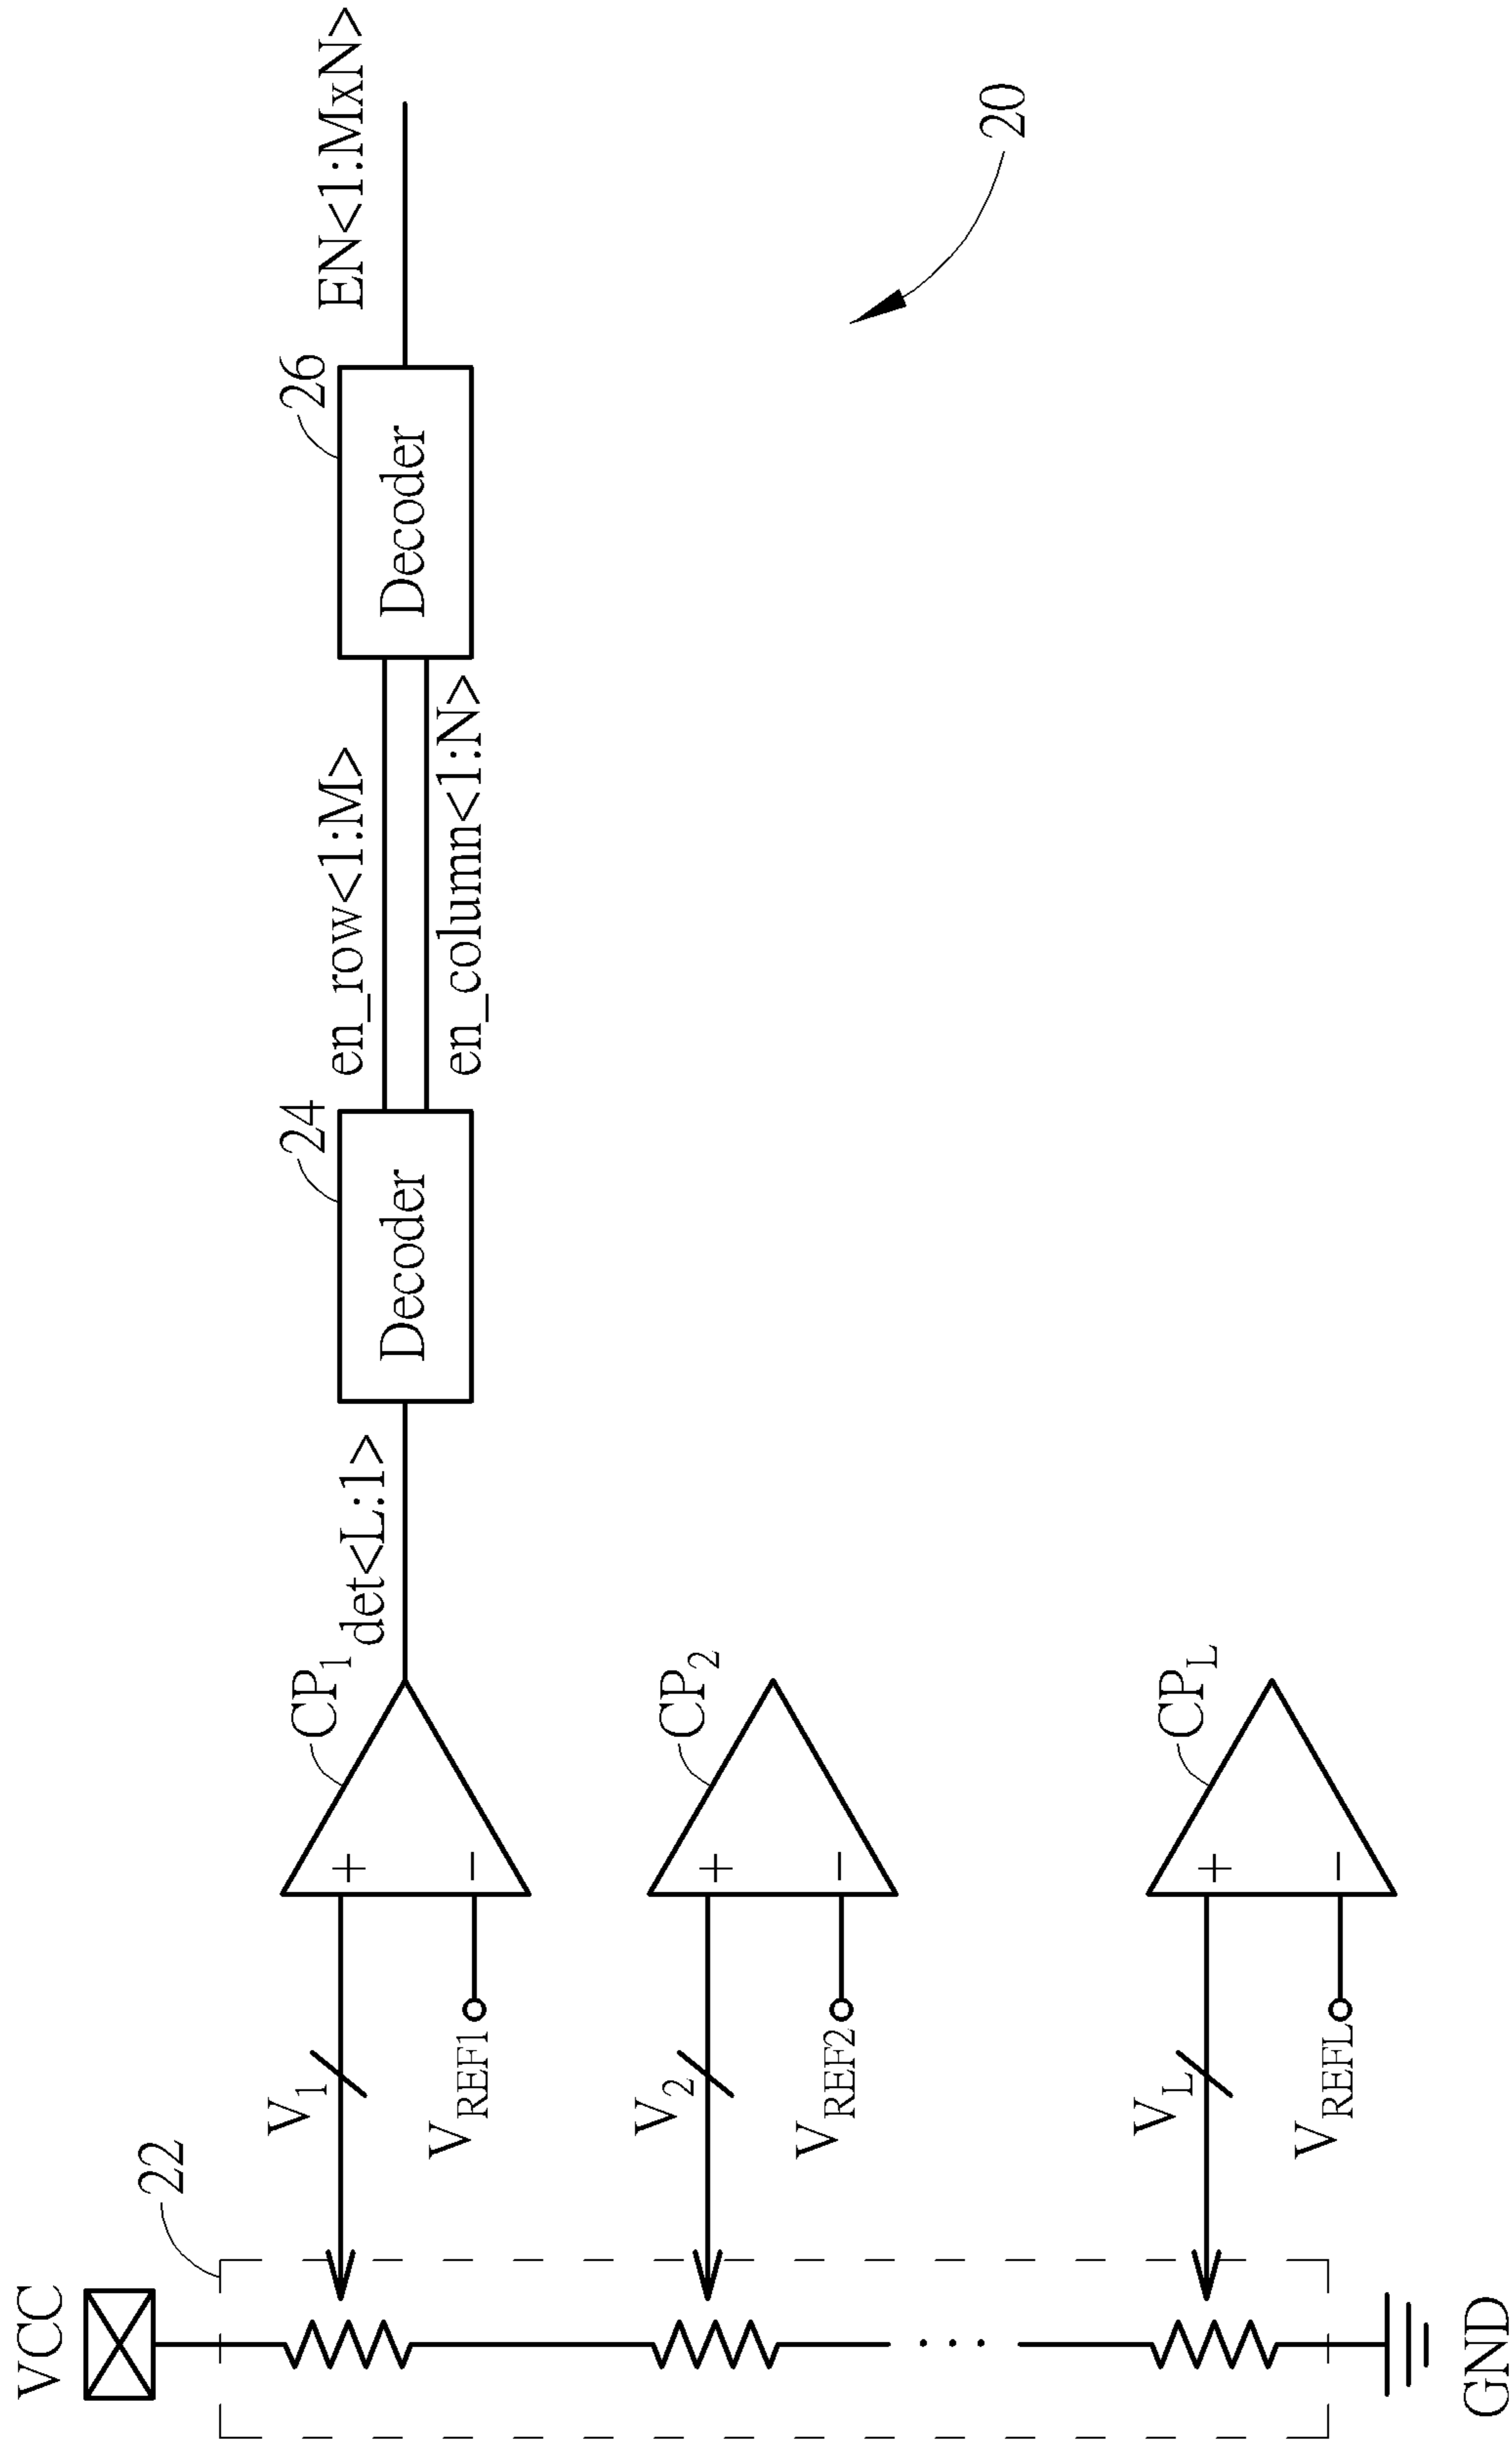 VCC
22
V1
CP1
det<L:1>
24
Decoder
en_row<1:M>
en_column<1:N>
26
Decoder
EN<1:MxN>
+
−
VREF1
V2
CP2
+
−
VREF2
20
...
VL
CPL
+
−
VREFL
GND